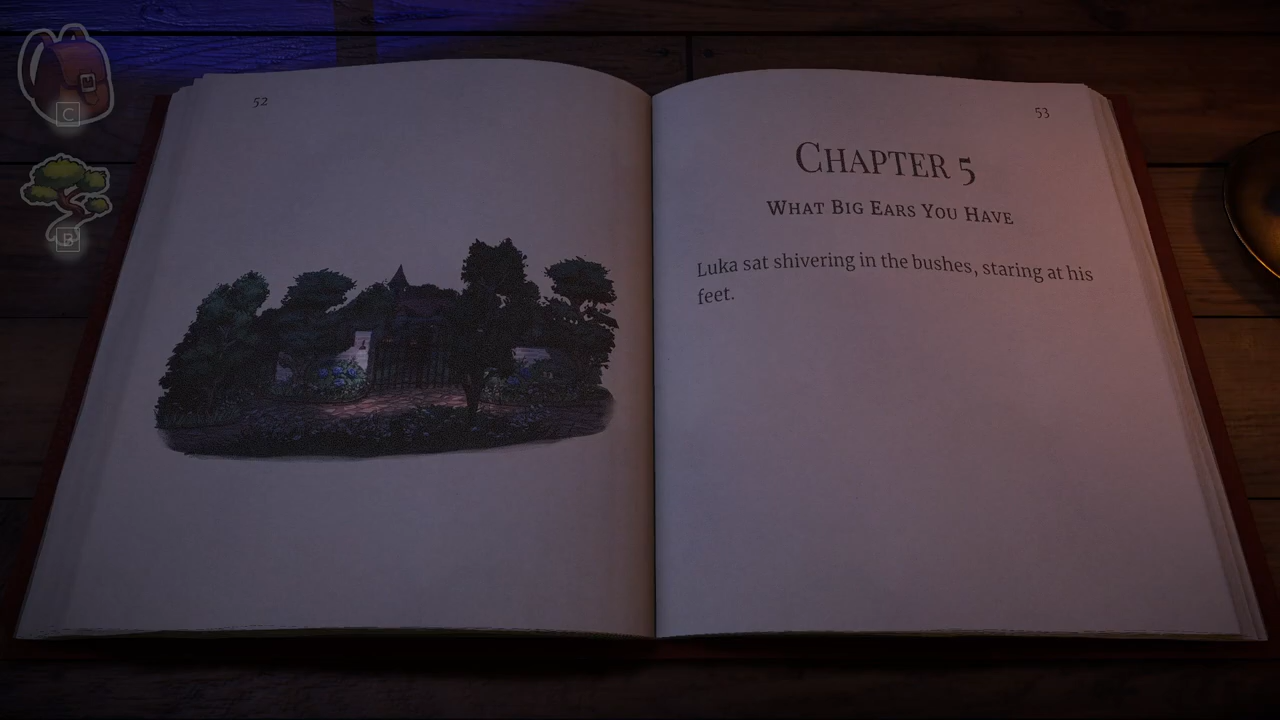 C
B
52
53
Chapter 5
What Big Ears You Have
Luka sat shivering in the bushes, staring at his
feet.